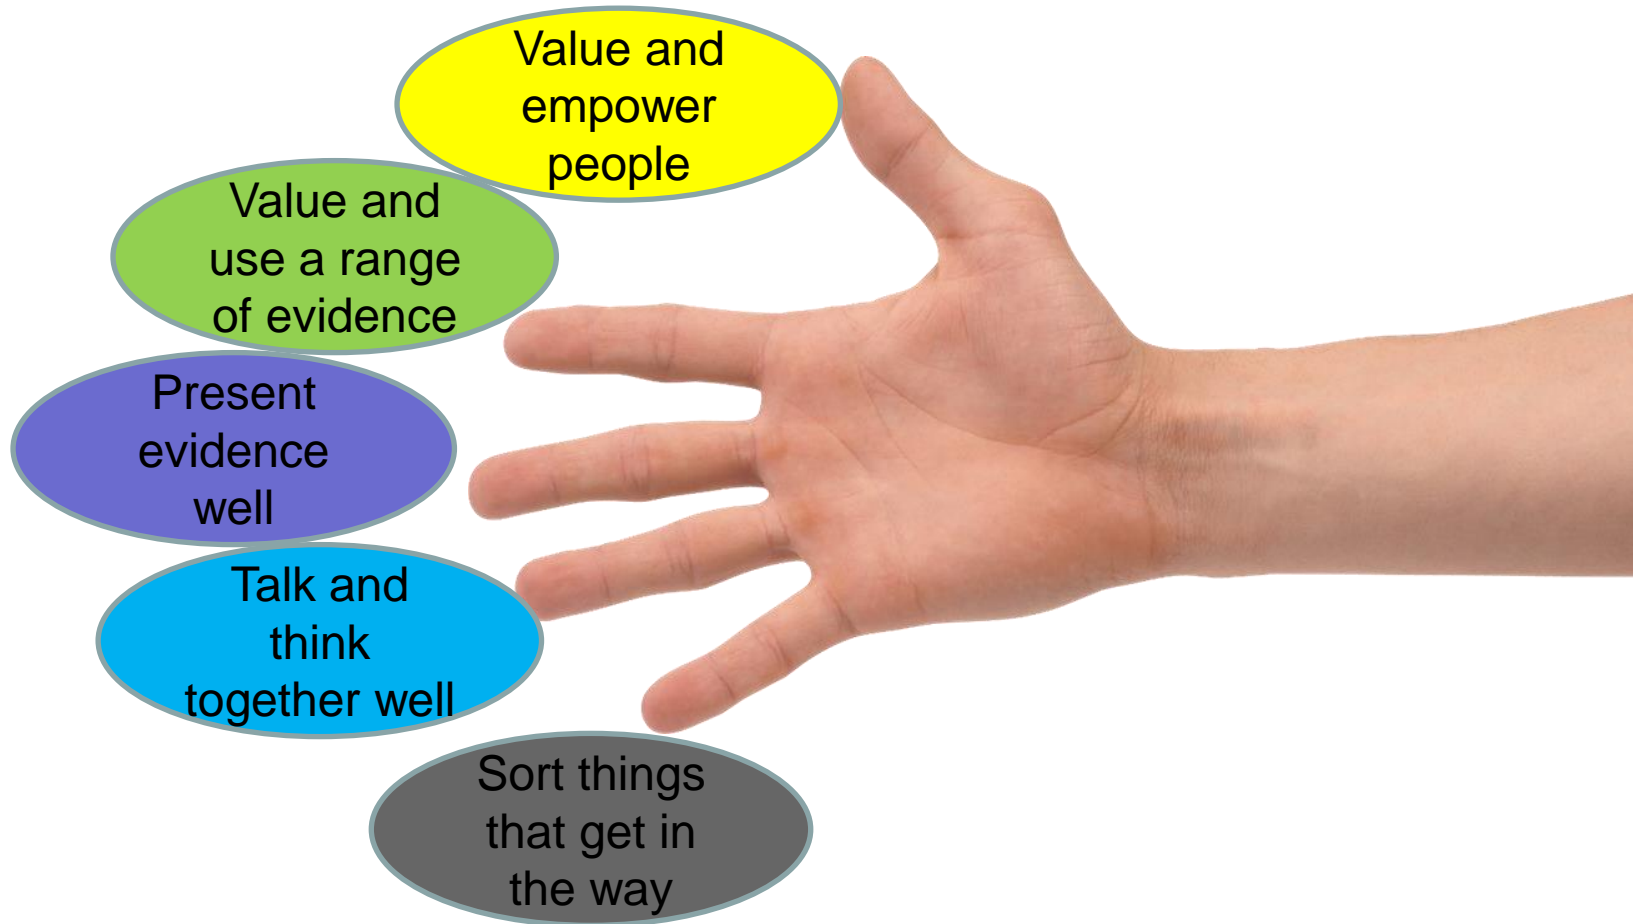 Value and
empower
people
Value and
use a range
of evidence
Present
evidence
well
Talk and
think
together well
Sort things
that get in
the way